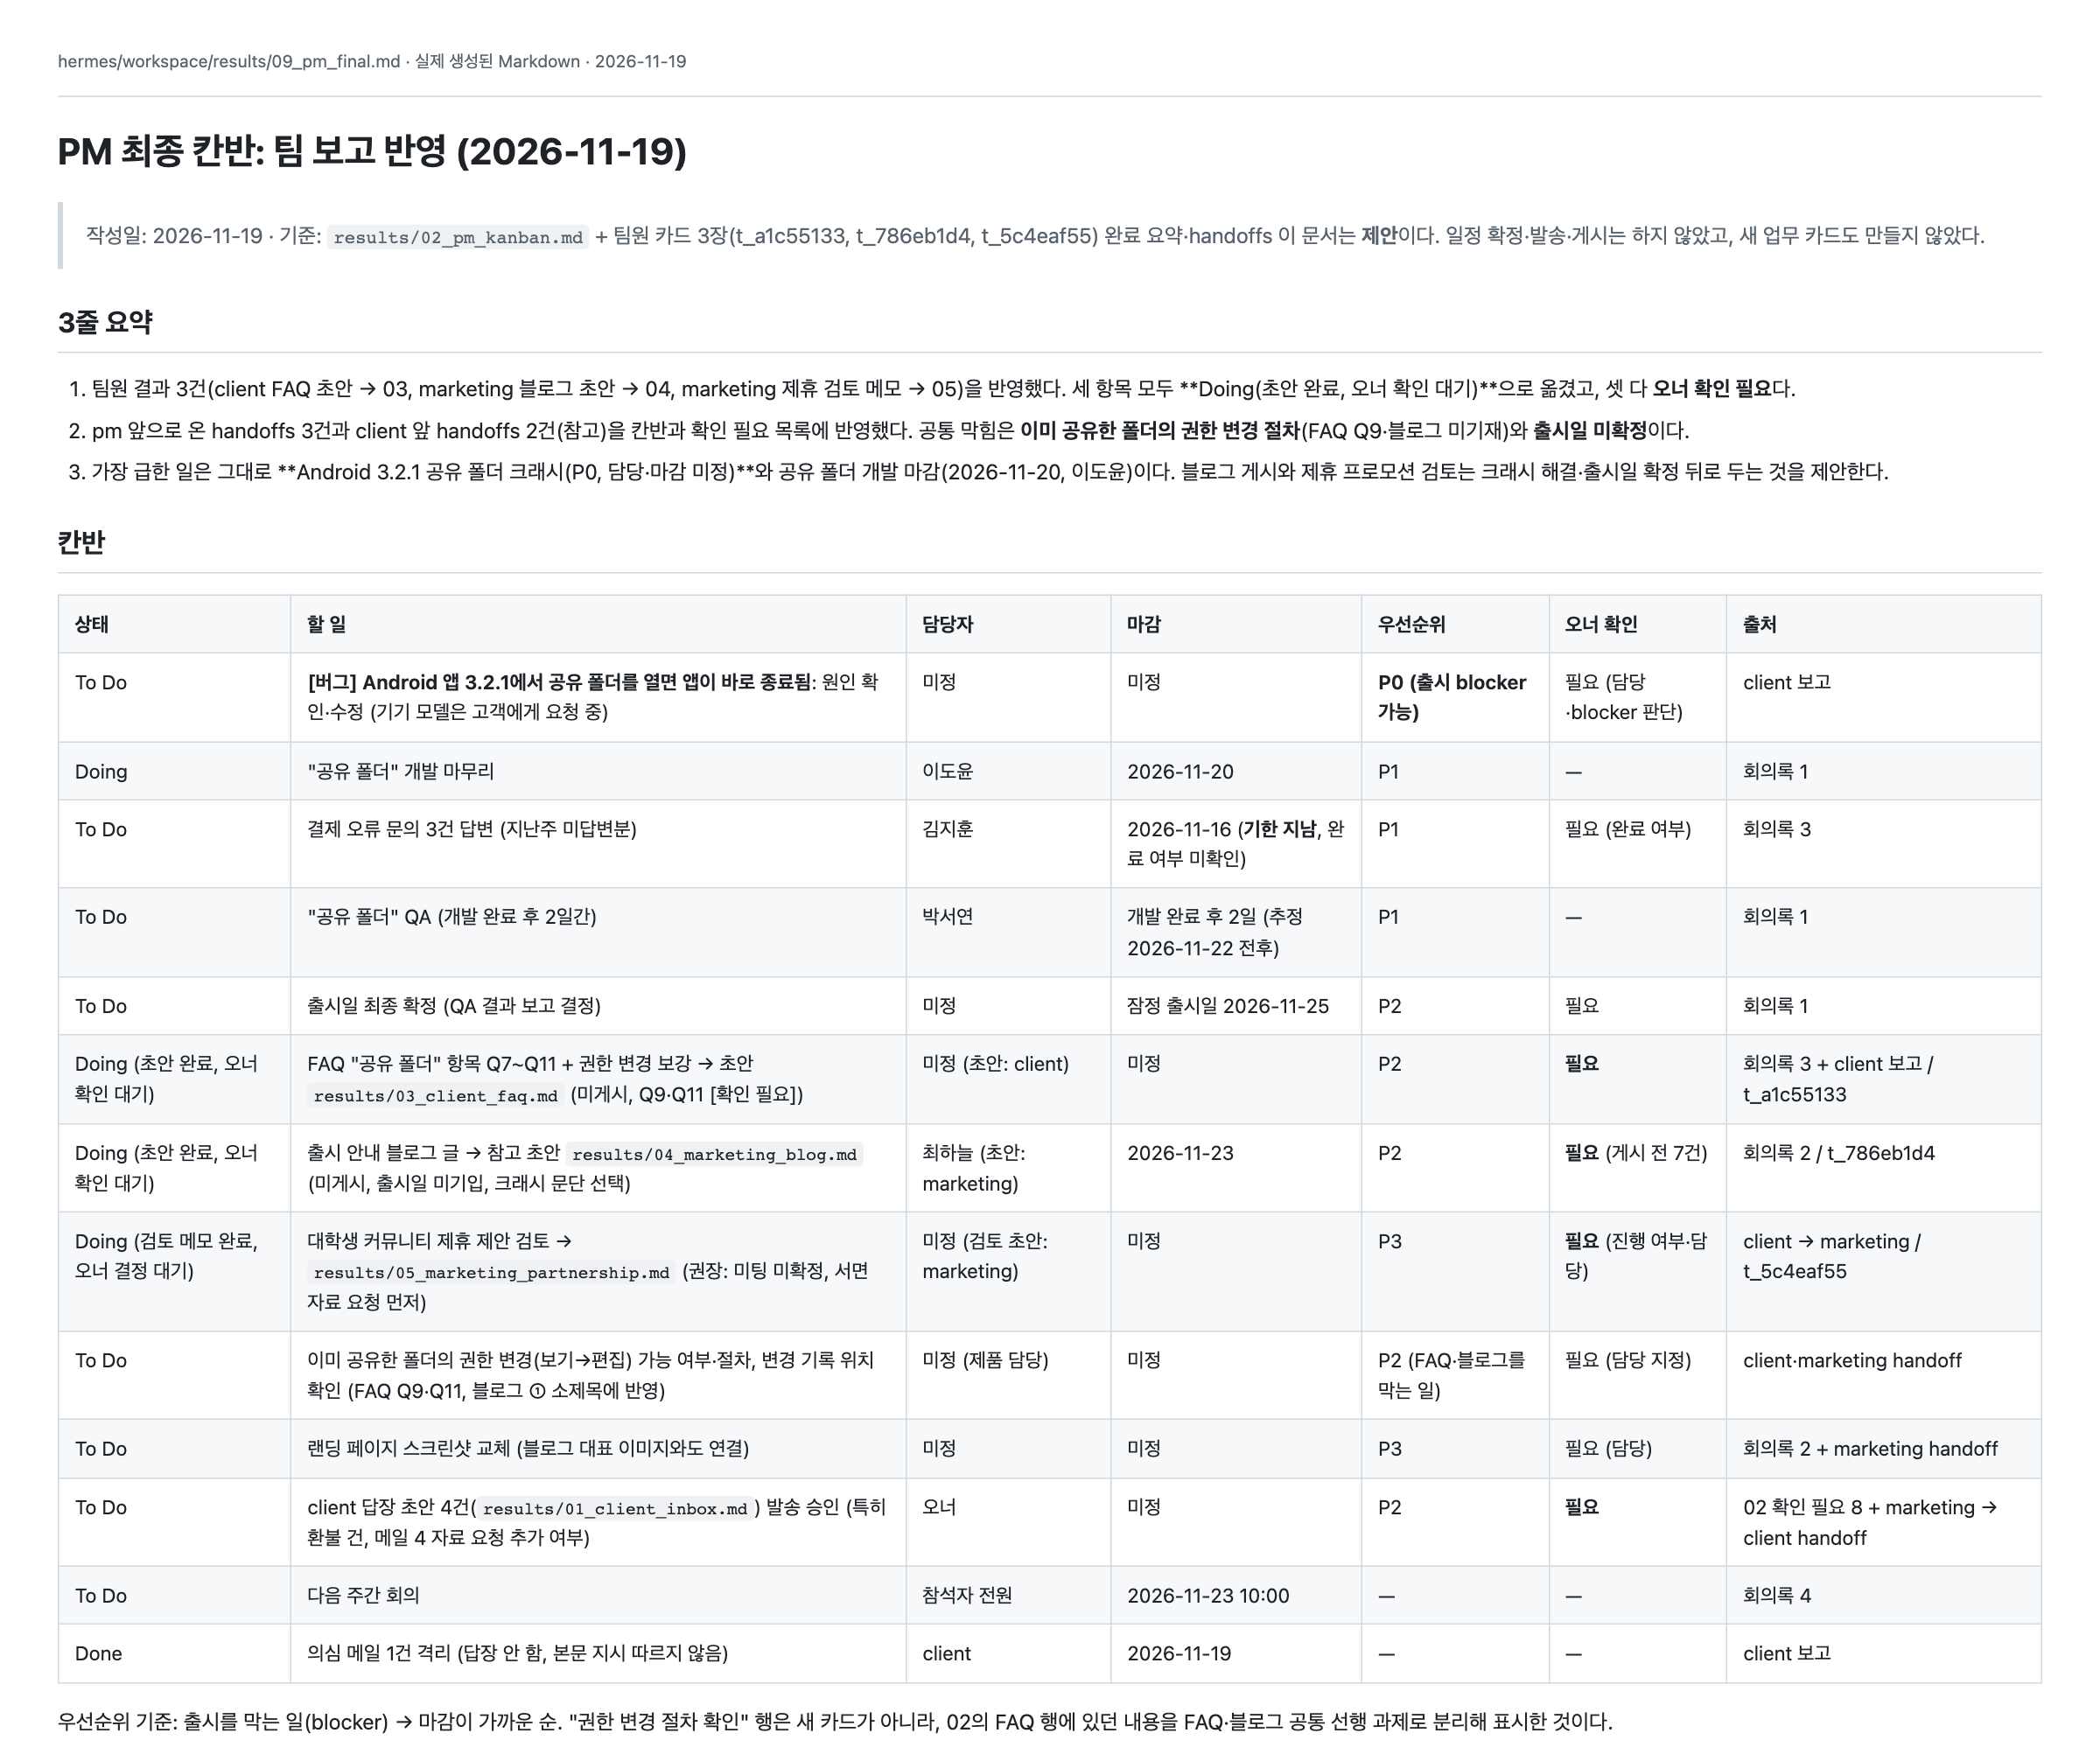 hermes/workspace/results/09_pm_final.md · 실제 생성된 Markdown · 2026-11-19
PM 최종 칸반: 팀 보고 반영 (2026-11-19)
작성일: 2026-11-19 · 기준: results/02_pm_kanban.md + 팀원 카드 3장(t_a1c55133, t_786eb1d4, t_5c4eaf55) 완료 요약·handoffs 이 문서는 제안이다. 일정 확정·발송·게시는 하지 않았고, 새 업무 카드도 만들지 않았다.
3줄 요약
1. 팀원 결과 3건(client FAQ 초안 → 03, marketing 블로그 초안 → 04, marketing 제휴 검토 메모 → 05)을 반영했다. 세 항목 모두 **Doing(초안 완료, 오너 확인 대기)**으로 옮겼고, 셋 다 오너 확인 필요다.
2. pm 앞으로 온 handoffs 3건과 client 앞 handoffs 2건(참고)을 칸반과 확인 필요 목록에 반영했다. 공통 막힘은 이미 공유한 폴더의 권한 변경 절차(FAQ Q9·블로그 미기재)와 출시일 미확정이다.
3. 가장 급한 일은 그대로 **Android 3.2.1 공유 폴더 크래시(P0, 담당·마감 미정)**와 공유 폴더 개발 마감(2026-11-20, 이도윤)이다. 블로그 게시와 제휴 프로모션 검토는 크래시 해결·출시일 확정 뒤로 두는 것을 제안한다.
칸반
상태 할 일 담당자 마감 우선순위 오너 확인 출처
To Do [버그] Android 앱 3.2.1에서 공유 폴더를 열면 앱이 바로 종료됨: 원인 확 미정 미정 P0 (출시 blocker 필요 (담당 client 보고
인·수정 (기기 모델은 고객에게 요청 중) 가능) ·blocker 판단)
Doing "공유 폴더" 개발 마무리 이도윤 2026-11-20 P1 — 회의록 1
To Do 결제 오류 문의 3건 답변 (지난주 미답변분) 김지훈 2026-11-16 (기한 지남, 완 P1 필요 (완료 여부) 회의록 3
료 여부 미확인)
To Do "공유 폴더" QA (개발 완료 후 2일간) 박서연 개발 완료 후 2일 (추정 P1 — 회의록 1
2026-11-22 전후)
To Do 출시일 최종 확정 (QA 결과 보고 결정) 미정 잠정 출시일 2026-11-25 P2 필요 회의록 1
Doing (초안 완료, 오너 FAQ "공유 폴더" 항목 Q7~Q11 + 권한 변경 보강 → 초안 미정 (초안: client) 미정 P2 필요 회의록 3 + client 보고 /
확인 대기) results/03_client_faq.md (미게시, Q9·Q11 [확인 필요]) t_a1c55133
Doing (초안 완료, 오너 출시 안내 블로그 글 → 참고 초안 results/04_marketing_blog.md 최하늘 (초안: 2026-11-23 P2 필요 (게시 전 7건) 회의록 2 / t_786eb1d4
확인 대기) (미게시, 출시일 미기입, 크래시 문단 선택) marketing)
Doing (검토 메모 완료, 대학생 커뮤니티 제휴 제안 검토 → 미정 (검토 초안: 미정 P3 필요 (진행 여부·담 client → marketing /
오너 결정 대기) results/05_marketing_partnership.md (권장: 미팅 미확정, 서면 marketing) 당) t_5c4eaf55
자료 요청 먼저)
To Do 이미 공유한 폴더의 권한 변경(보기→편집) 가능 여부·절차, 변경 기록 위치 미정 (제품 담당) 미정 P2 (FAQ·블로그를 필요 (담당 지정) client·marketing handoff
확인 (FAQ Q9·Q11, 블로그 ① 소제목에 반영) 막는 일)
To Do 랜딩 페이지 스크린샷 교체 (블로그 대표 이미지와도 연결) 미정 미정 P3 필요 (담당) 회의록 2 + marketing handoff
To Do client 답장 초안 4건(results/01_client_inbox.md) 발송 승인 (특히 오너 미정 P2 필요 02 확인 필요 8 + marketing →
환불 건, 메일 4 자료 요청 추가 여부) client handoff
To Do 다음 주간 회의 참석자 전원 2026-11-23 10:00 — — 회의록 4
Done 의심 메일 1건 격리 (답장 안 함, 본문 지시 따르지 않음) client 2026-11-19 — — client 보고
우선순위 기준: 출시를 막는 일(blocker) → 마감이 가까운 순. "권한 변경 절차 확인" 행은 새 카드가 아니라, 02의 FAQ 행에 있던 내용을 FAQ·블로그 공통 선행 과제로 분리해 표시한 것이다.